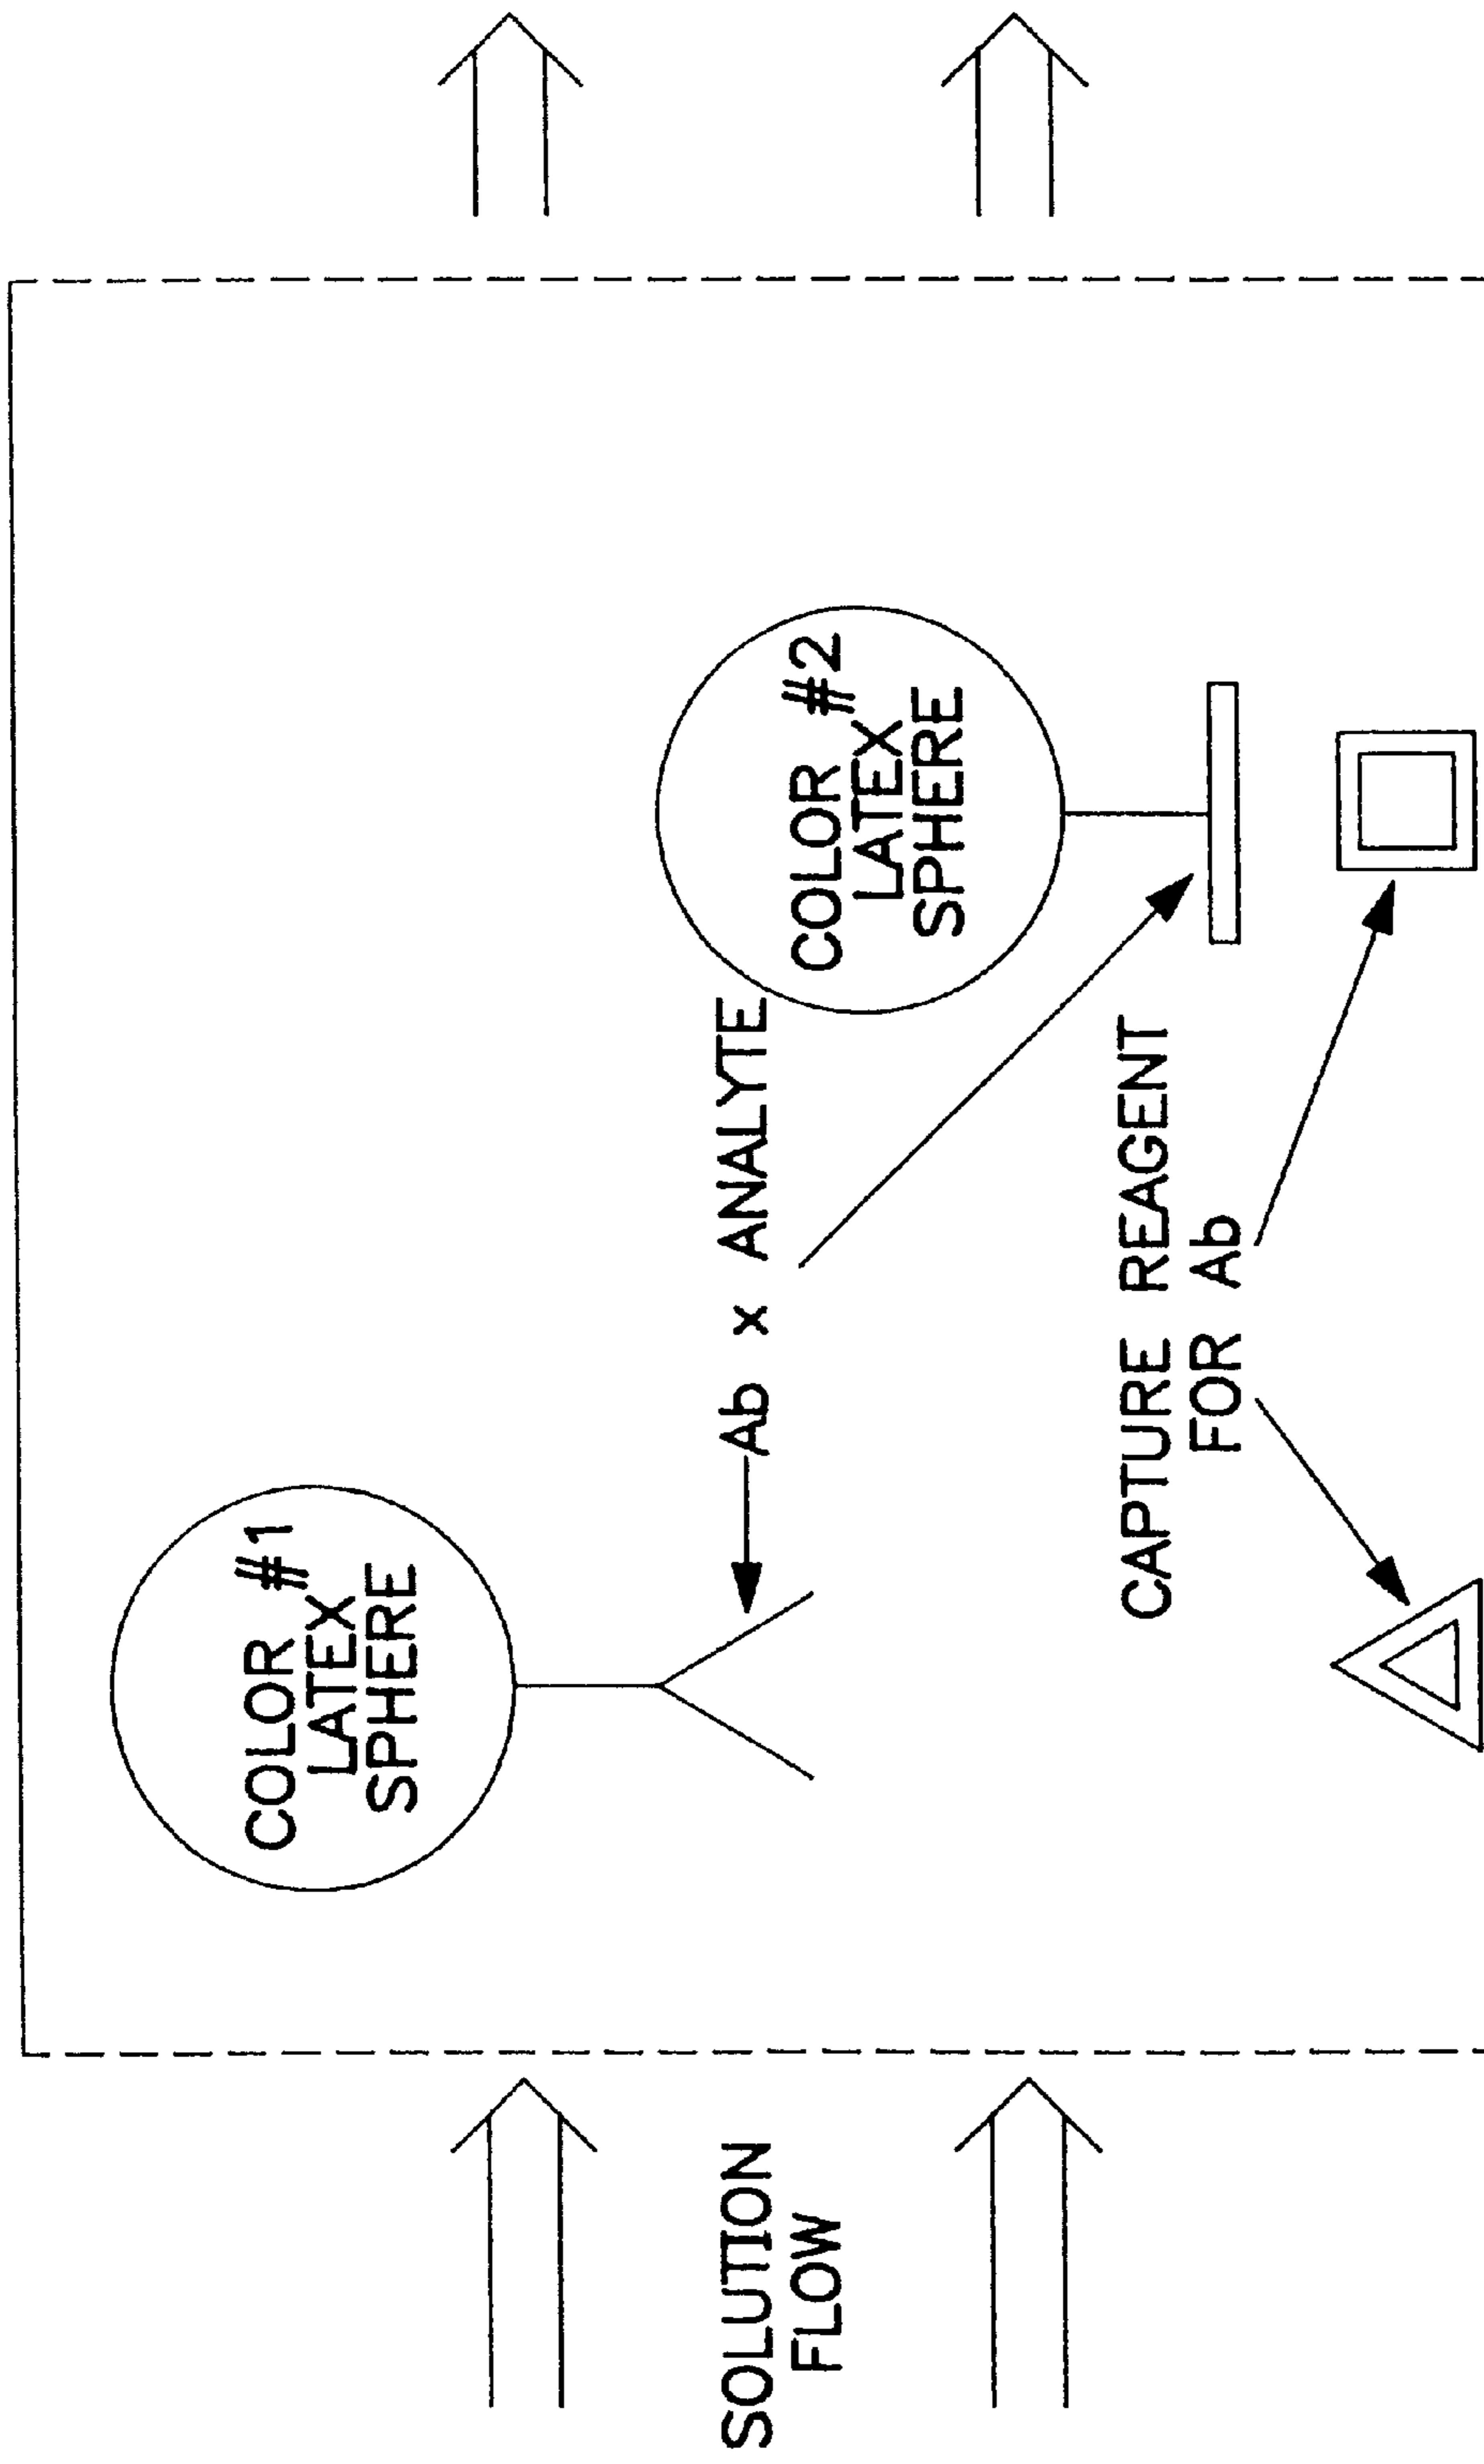 COLOR #1
LATEX
SPHERE
Ab x ANALYTE
COLOR #2
LATEX
SPHERE
SOLUTION
FLOW
CAPTURE REAGENT
FOR Ab